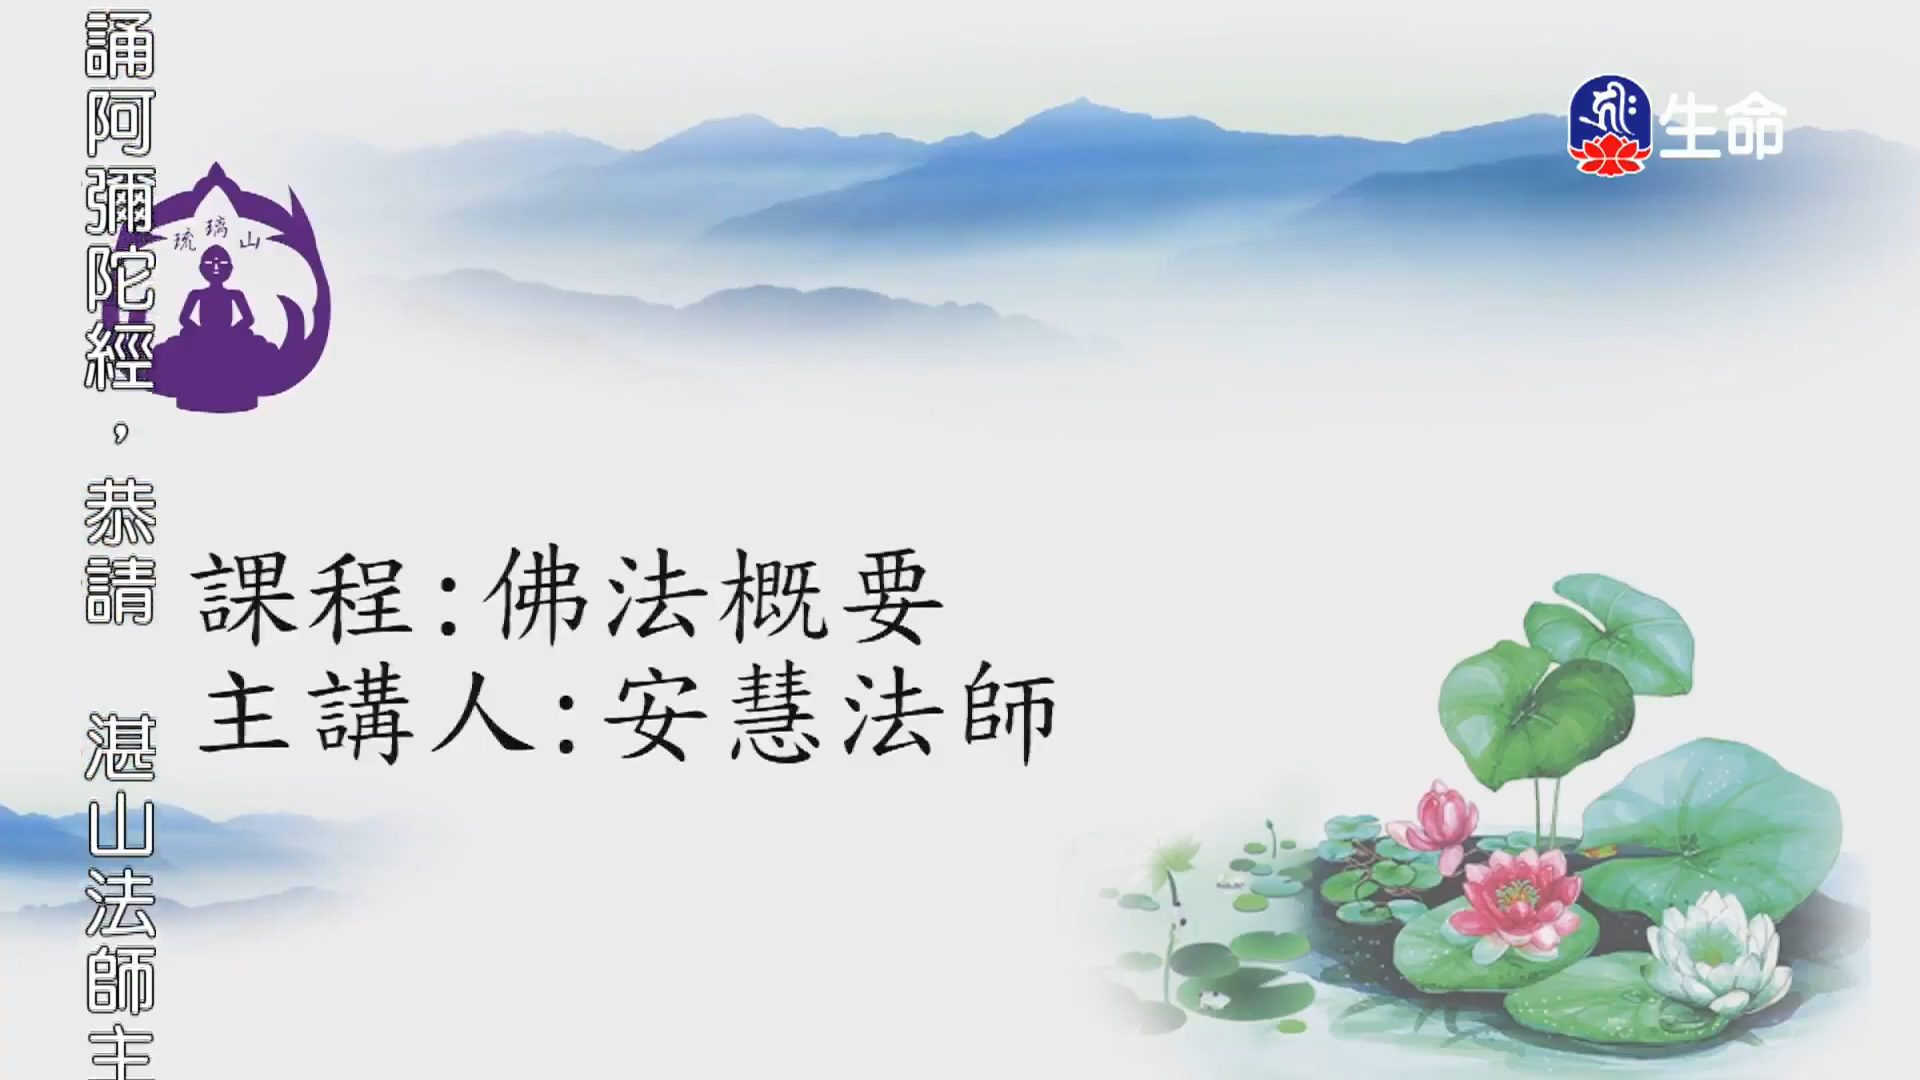 誦阿彌陀經，恭請　湛山法師主
琉璃山
生命
課程:佛法概要
主講人:安慧法師